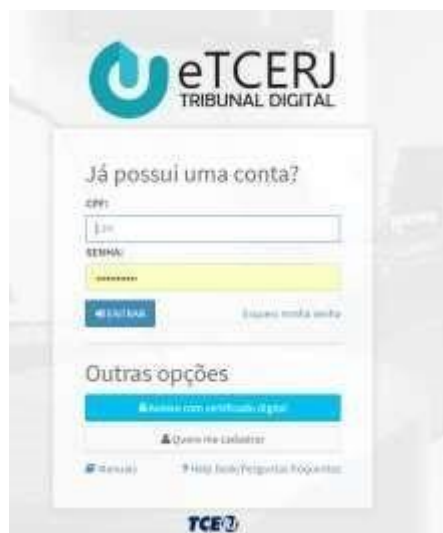 eTCERJ
TRIBUNAL DIGITAL
Já possui uma conta?
CPF:
SENHA:
ENTRAR
Esqueci minha senha
Outras opções
Acesso com certificado digital
Quero me cadastrar
Manuais
Help Desk/Perguntas frequentes
TCE